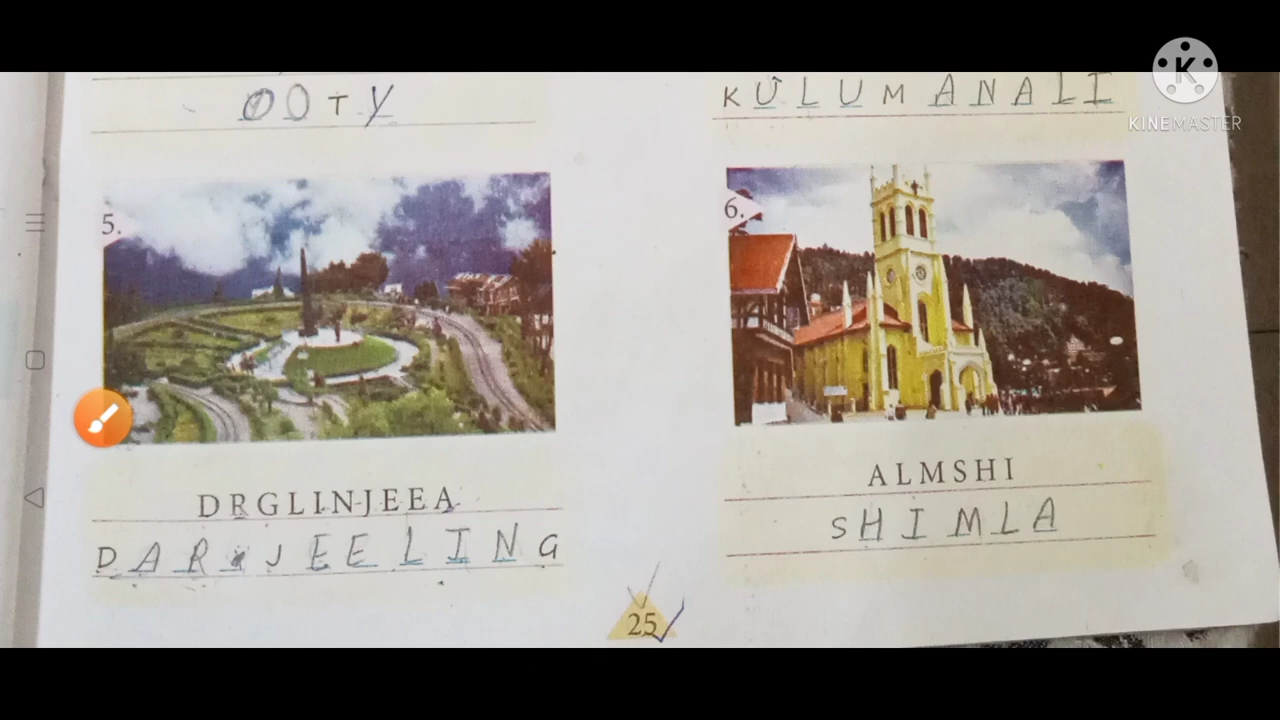 OOTY
KULUMANALI
KINEMASTER
5.
6.
DRGLINJEEA
DARJEELING
ALMSHI
SHIMLA
25